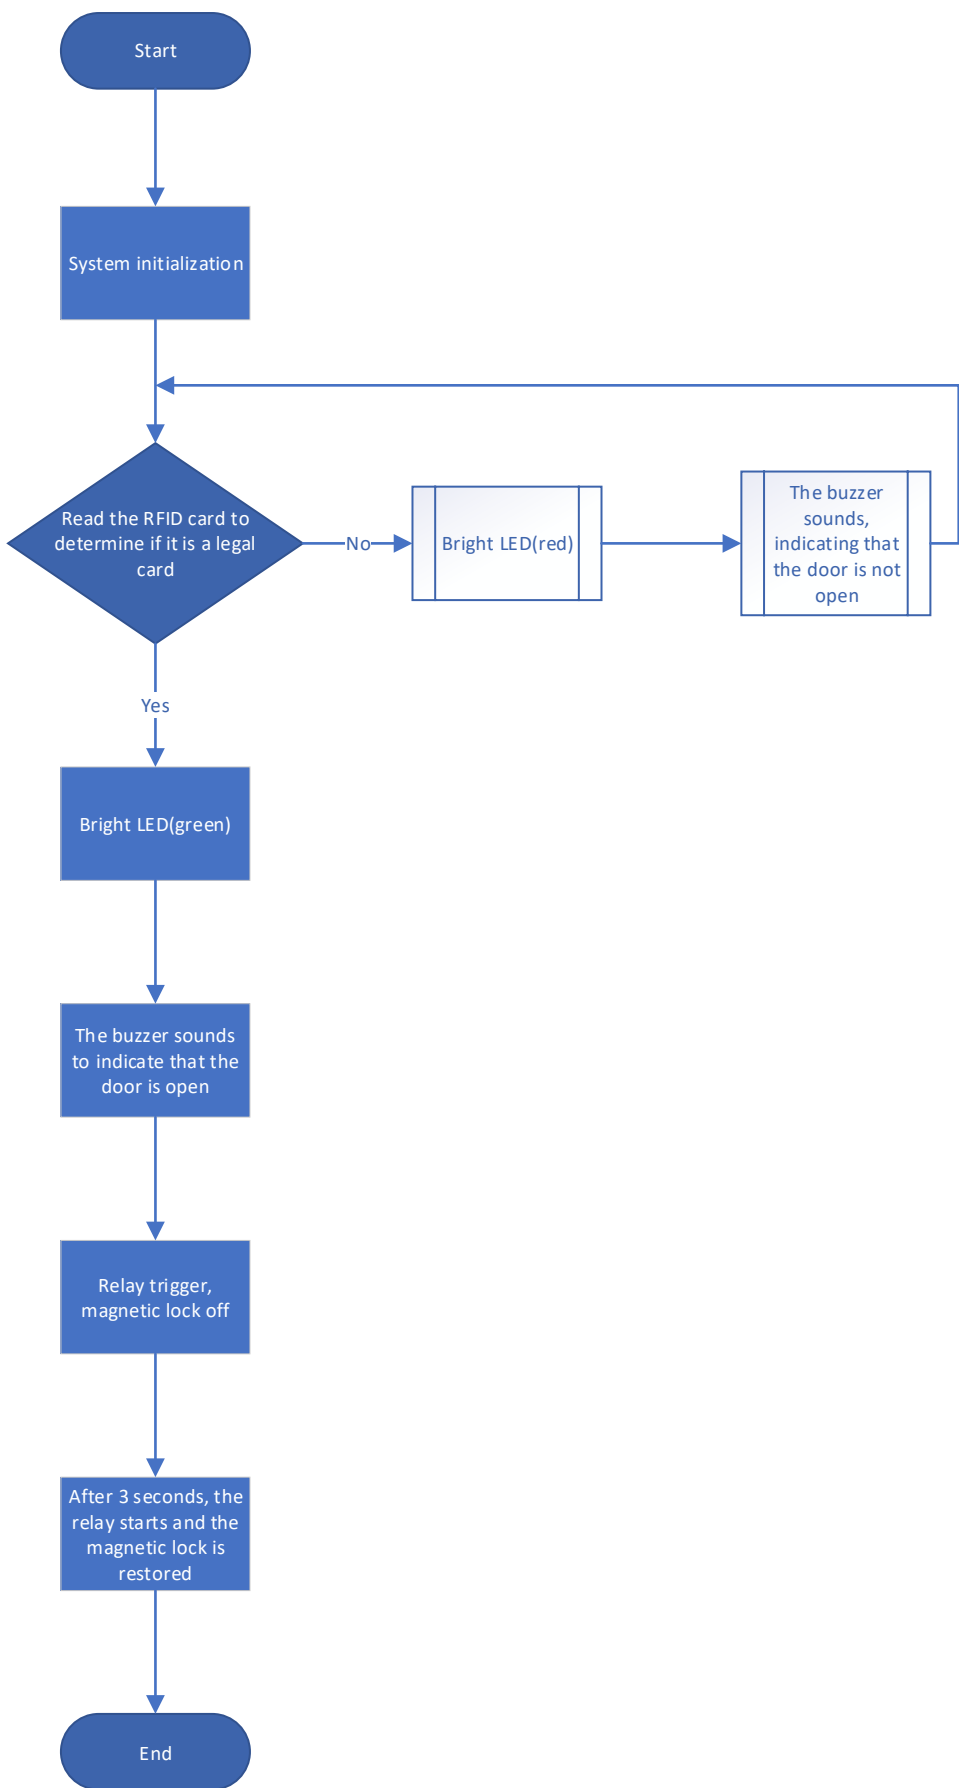 Start
System initialization
Read the RFID card to
determine if it is a legal
card
No
Bright LED(red)
The buzzer
sounds,
indicating that
the door is not
open
Yes
Bright LED(green)
The buzzer sounds
to indicate that the
door is open
Relay trigger,
magnetic lock off
After 3 seconds, the
relay starts and the
magnetic lock is
restored
End